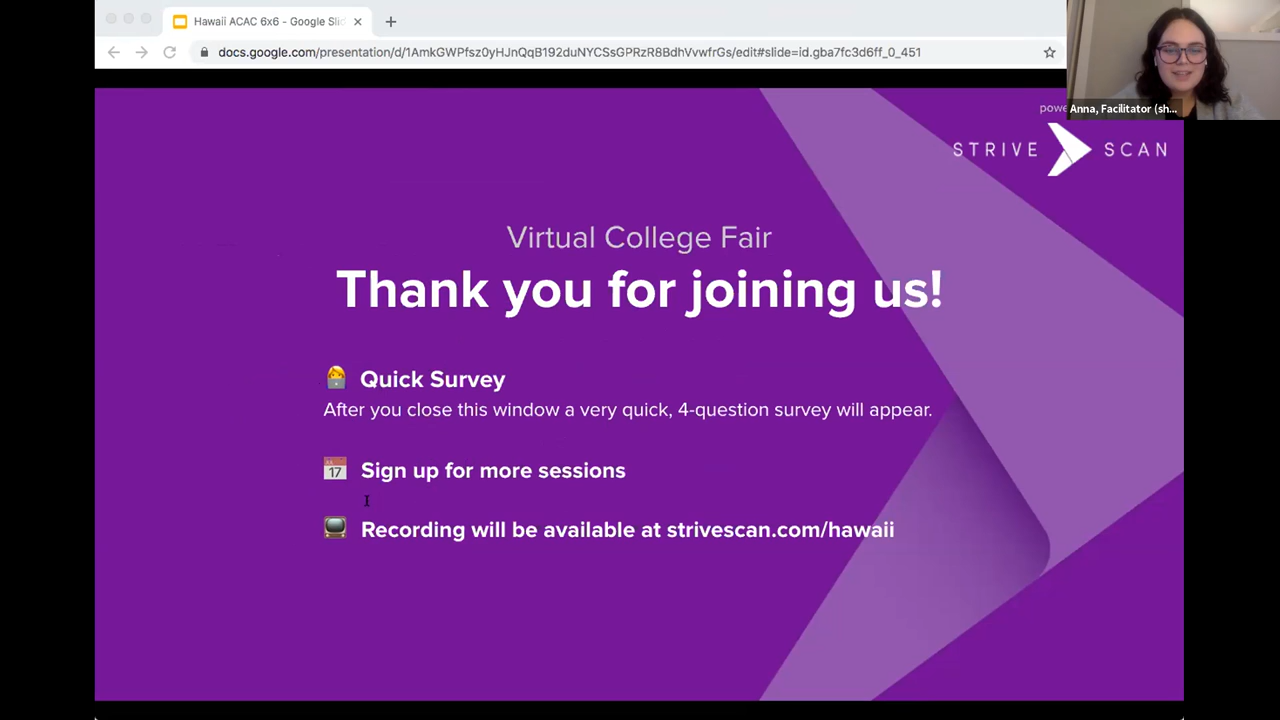 Hawaii ACAC 6x6 - Google Slid
docs.google.com/presentation/d/1AmkGWPfsz0yHJnQqB192duNYCSsGPRzR8BdhVvwfrGs/edit#slide=id.gba7fc3d6ff_0_451
Anna, Facilitator (sh...
powe
STRIVE SCAN
Virtual College Fair
Thank you for joining us!
Quick Survey
After you close this window a very quick, 4-question survey will appear.
17 Sign up for more sessions
Recording will be available at strivescan.com/hawaii